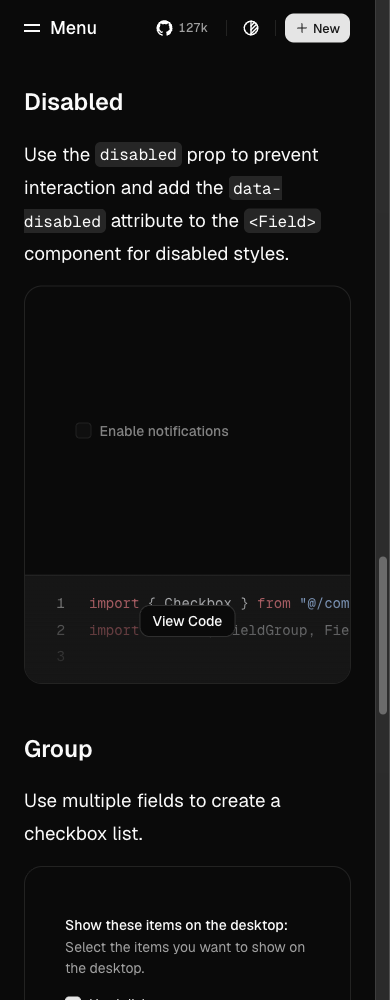 Menu 127k + New
Disabled
Use the disabled prop to prevent
interaction and add the data-
disabled attribute to the <Field>
component for disabled styles.
Enable notifications
1 import { Checkbox } from "@/com
View Code
2 import ieldGroup, Fie
3
Group
Use multiple fields to create a
checkbox list.
Show these items on the desktop:
Select the items you want to show on
the desktop.